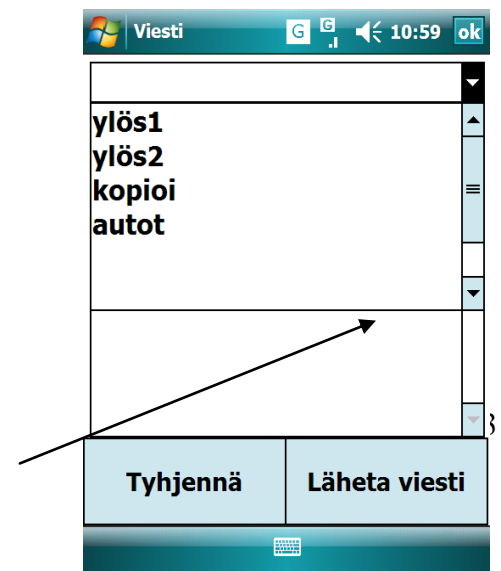 Viesti G G 10:59 ok
ylös1
ylös2
kopioi
autot
Tyhjennä Läheta viesti